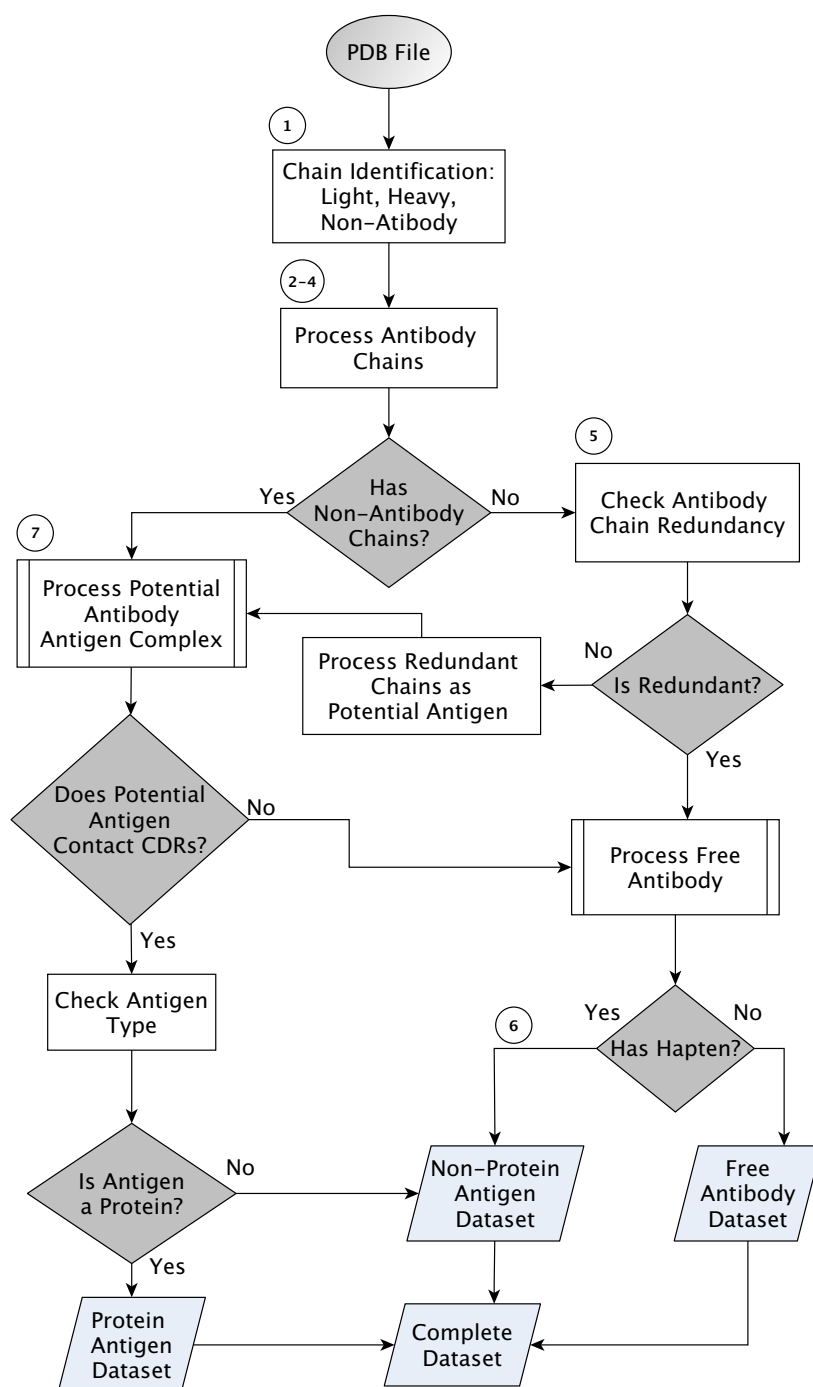 PDB File
1
Chain Identification:
Light, Heavy,
Non-Atibody
2-4
Process Antibody
Chains
Has
Non-Antibody
Chains?
Yes
No
5
Check Antibody
Chain Redundancy
7
Process Potential
Antibody
Antigen Complex
Process Redundant
Chains as
Potential Antigen
No
Is Redundant?
Yes
Does Potential
Antigen
Contact CDRs?
No
Yes
Process Free
Antibody
Check Antigen
Type
6
Yes
No
Has Hapten?
Is Antigen
a Protein?
No
Yes
Non-Protein
Antigen
Dataset
Free
Antibody
Dataset
Protein
Antigen
Dataset
Complete
Dataset